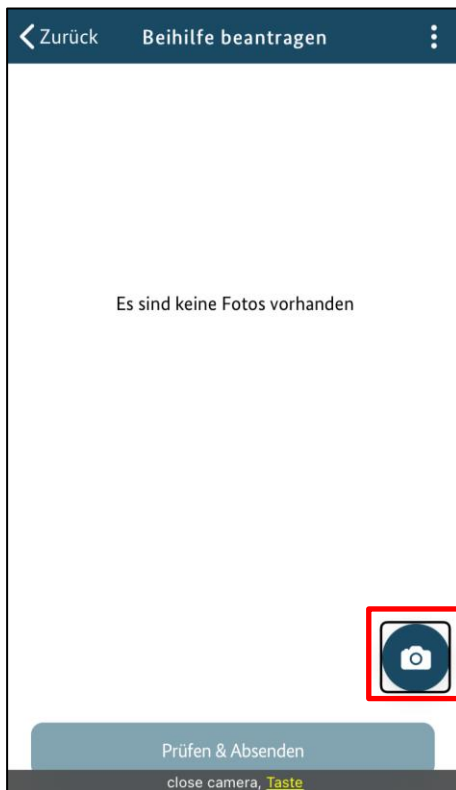 Zurück Beihilfe beantragen
Es sind keine Fotos vorhanden
Prüfen & Absenden
close camera, Taste